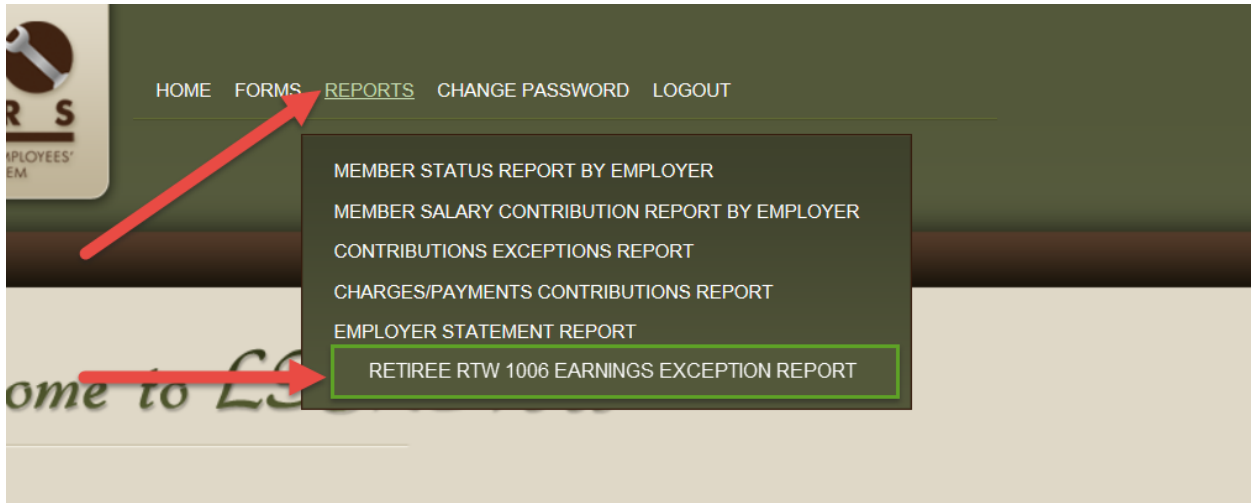 HOME FORMS REPORTS CHANGE PASSWORD LOGOUT
R S
MPLOYEES'
EM
MEMBER STATUS REPORT BY EMPLOYER
MEMBER SALARY CONTRIBUTION REPORT BY EMPLOYER
CONTRIBUTIONS EXCEPTIONS REPORT
CHARGES/PAYMENTS CONTRIBUTIONS REPORT
EMPLOYER STATEMENT REPORT
RETIREE RTW 1006 EARNINGS EXCEPTION REPORT
ome to